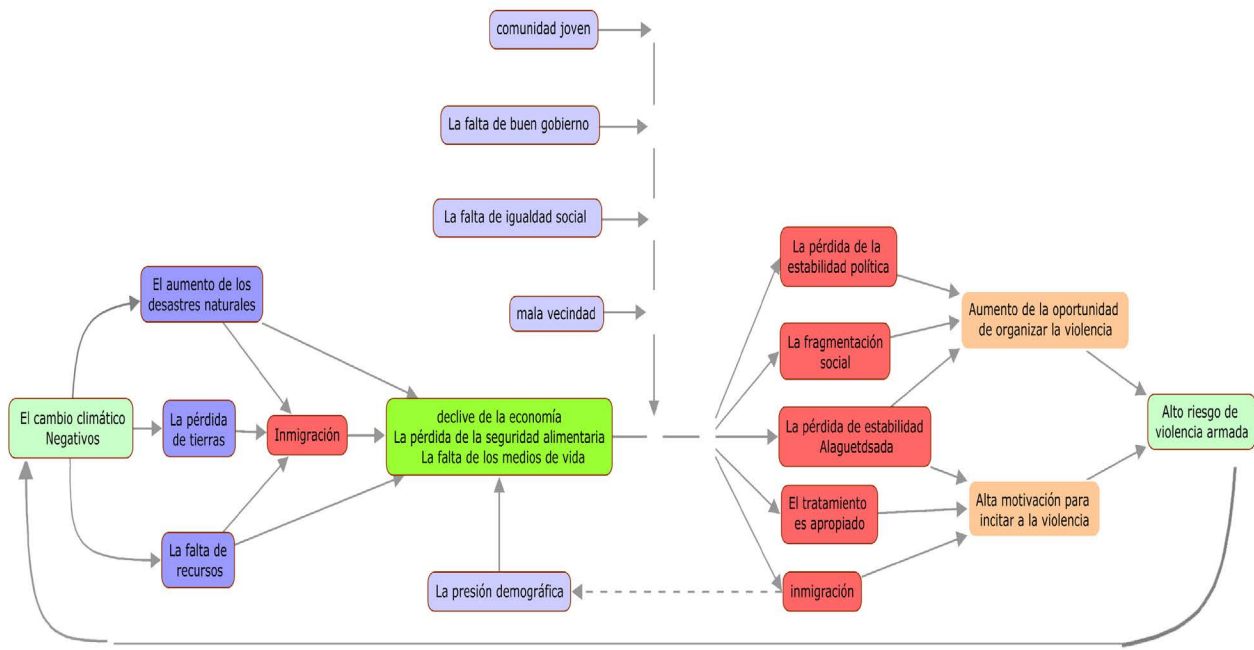 comunidad joven
La falta de buen gobierno
La falta de igualdad social
mala vecindad
El aumento de los
desastres naturales
El cambio climático
Negativos
La pérdida
de tierras
Inmigración
La falta de
recursos
declive de la economía
La pérdida de la seguridad alimentaria
La falta de los medios de vida
La presión demográfica
La pérdida de la
estabilidad política
La fragmentación
social
La pérdida de estabilidad
Alaguetdsada
El tratamiento
es apropiado
inmigración
Aumento de la oportunidad
de organizar la violencia
Alta motivación para
incitar a la violencia
Alto riesgo de
violencia armada